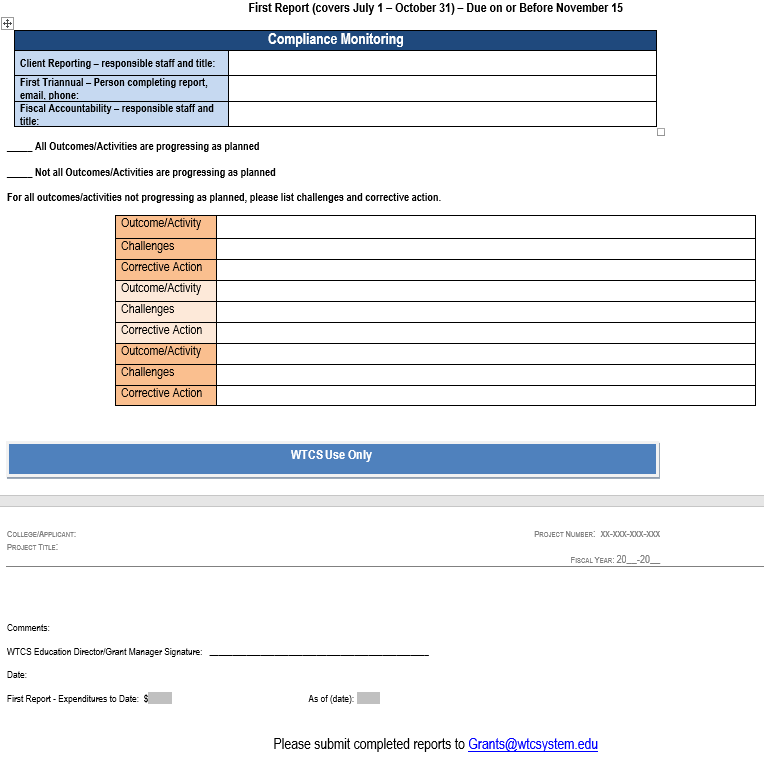 First Report (covers July 1 – October 31) – Due on or Before November 15
Compliance Monitoring
Client Reporting – responsible staff and title:
First Triannual – Person completing report,
email, phone:
Fiscal Accountability – responsible staff and
title:
_____ All Outcomes/Activities are progressing as planned
_____ Not all Outcomes/Activities are progressing as planned
For all outcomes/activities not progressing as planned, please list challenges and corrective action.
Outcome/Activity
Challenges
Corrective Action
Outcome/Activity
Challenges
Corrective Action
Outcome/Activity
Challenges
Corrective Action
WTCS Use Only
College/Applicant: Project Number: XX-XXX-XXX-XXX
Project Title:
Fiscal Year: 20__-20__
Comments:
WTCS Education Director/Grant Manager Signature: ____________________________________________
Date:
First Report - Expenditures to Date: $ As of (date):
Please submit completed reports to Grants@wtcsystem.edu